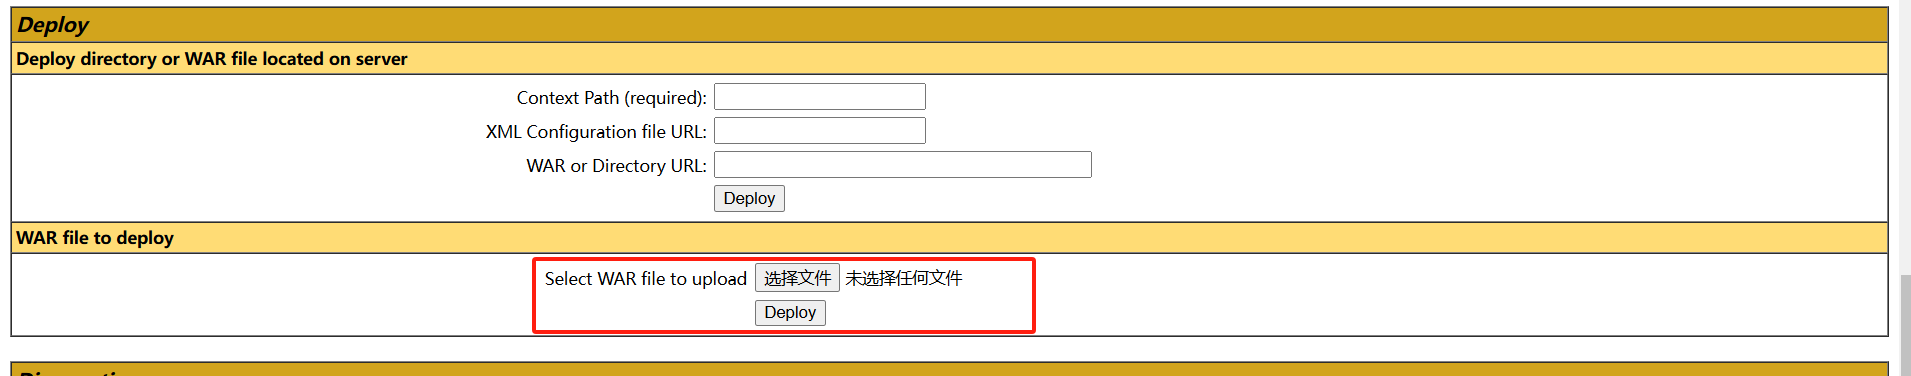 Deploy
Deploy directory or WAR file located on server
Context Path (required):
XML Configuration file URL:
WAR or Directory URL:
Deploy
WAR file to deploy
Select WAR file to upload 选择文件 未选择任何文件
Deploy